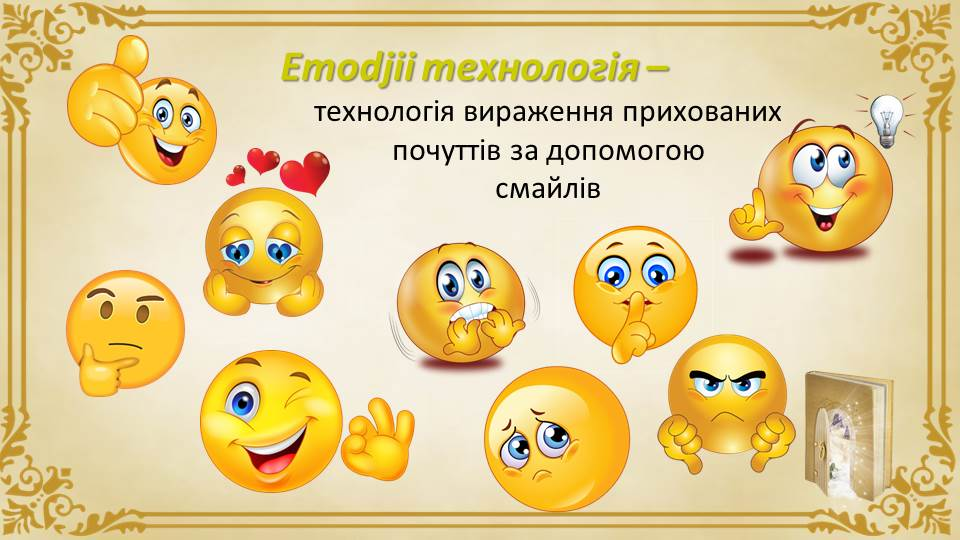 Emodjii технологія –
технологія вираження прихованих
почуттів за допомогою
смайлів